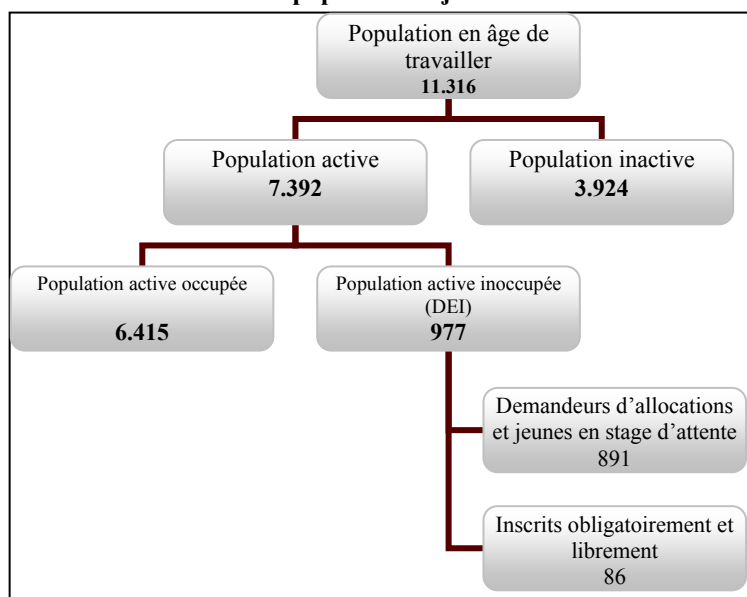 Population en âge de
travailler
11.316
Population active
7.392
Population inactive
3.924
Population active occupée
6.415
Population active inoccupée
(DEI)
977
Demandeurs d'allocations
et jeunes en stage d'attente
891
Inscrits obligatoirement et
librement
86